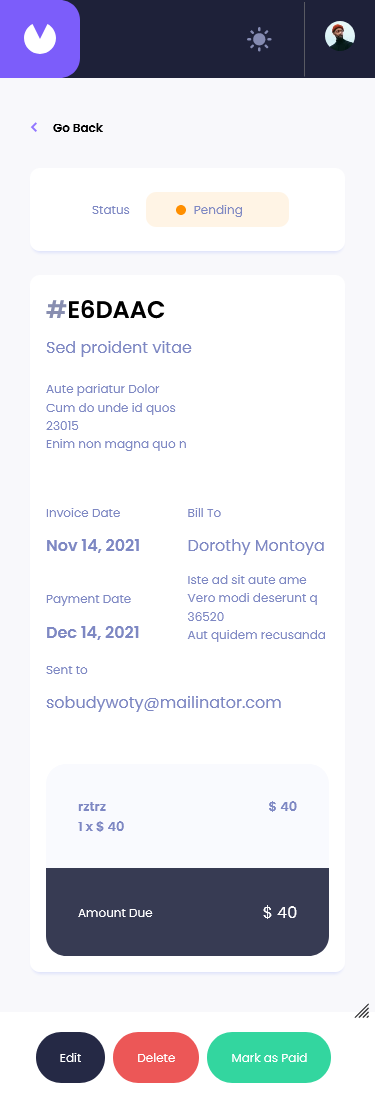 Go Back
Status
Pending
#E6DAAC
Sed proident vitae
Aute pariatur Dolor
Cum do unde id quos
23015
Enim non magna quo n
Invoice Date
Nov 14, 2021
Payment Date
Dec 14, 2021
Bill To
Dorothy Montoya
Iste ad sit aute ame
Vero modi deserunt q
36520
Aut quidem recusanda
Sent to
sobudywoty@mailinator.com
rztrz
1 x $ 40
$ 40
Amount Due
$ 40
Edit
Delete
Mark as Paid